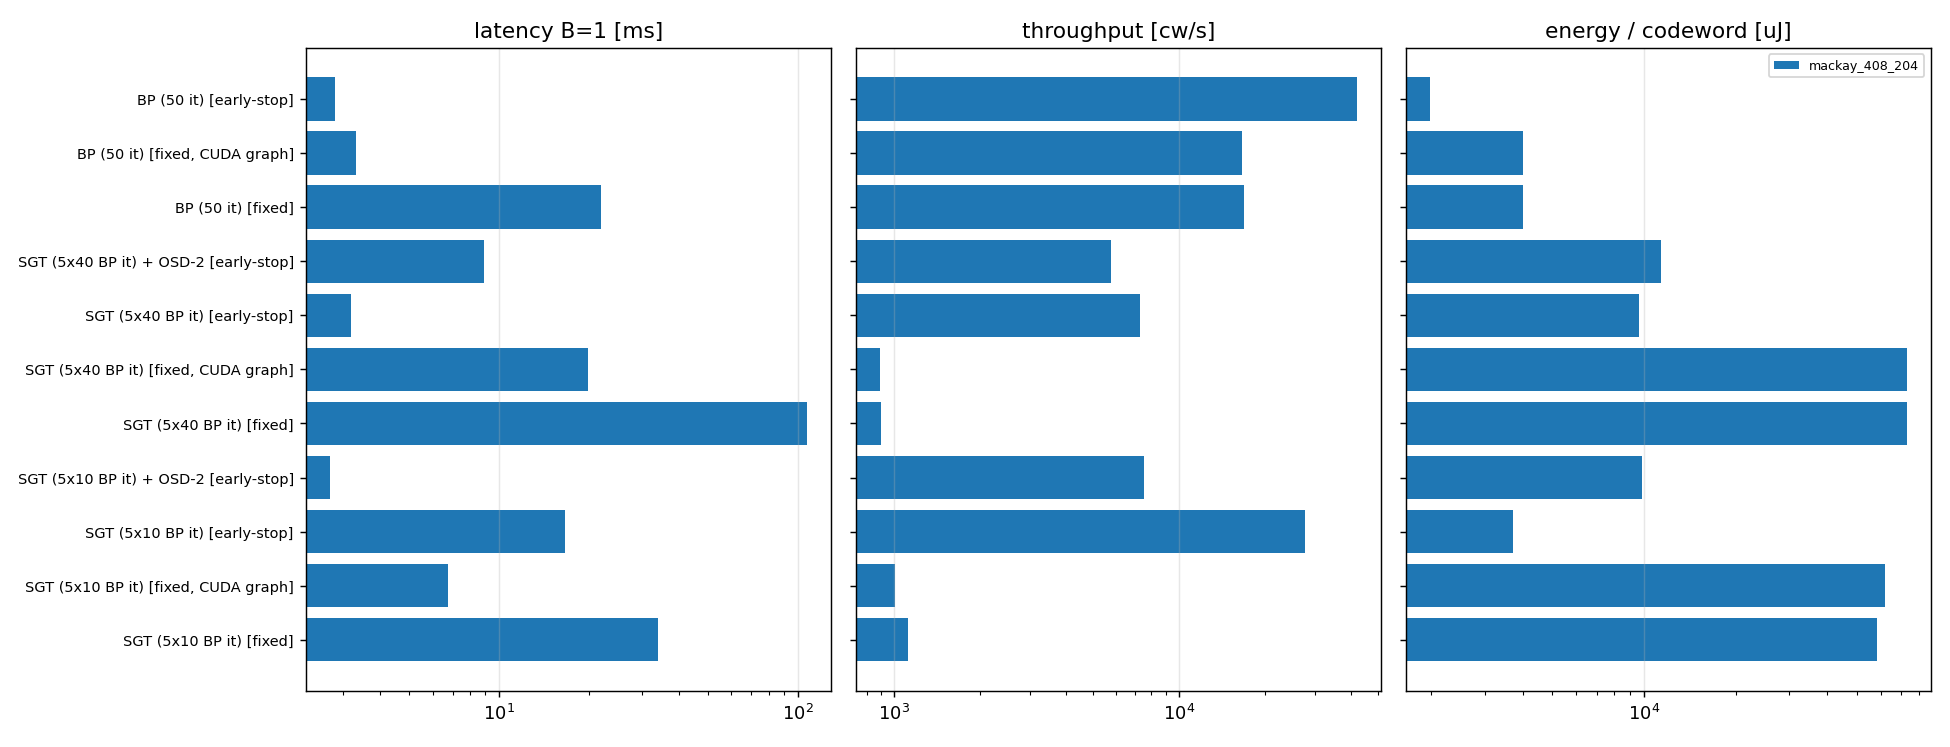 latency B=1 [ms]
throughput [cw/s]
energy / codeword [uJ]
mackay_408_204
BP (50 it) [early-stop]
BP (50 it) [fixed, CUDA graph]
BP (50 it) [fixed]
SGT (5x40 BP it) + OSD-2 [early-stop]
SGT (5x40 BP it) [early-stop]
SGT (5x40 BP it) [fixed, CUDA graph]
SGT (5x40 BP it) [fixed]
SGT (5x10 BP it) + OSD-2 [early-stop]
SGT (5x10 BP it) [early-stop]
SGT (5x10 BP it) [fixed, CUDA graph]
SGT (5x10 BP it) [fixed]
10¹ 10²
10³ 10⁴
10⁴